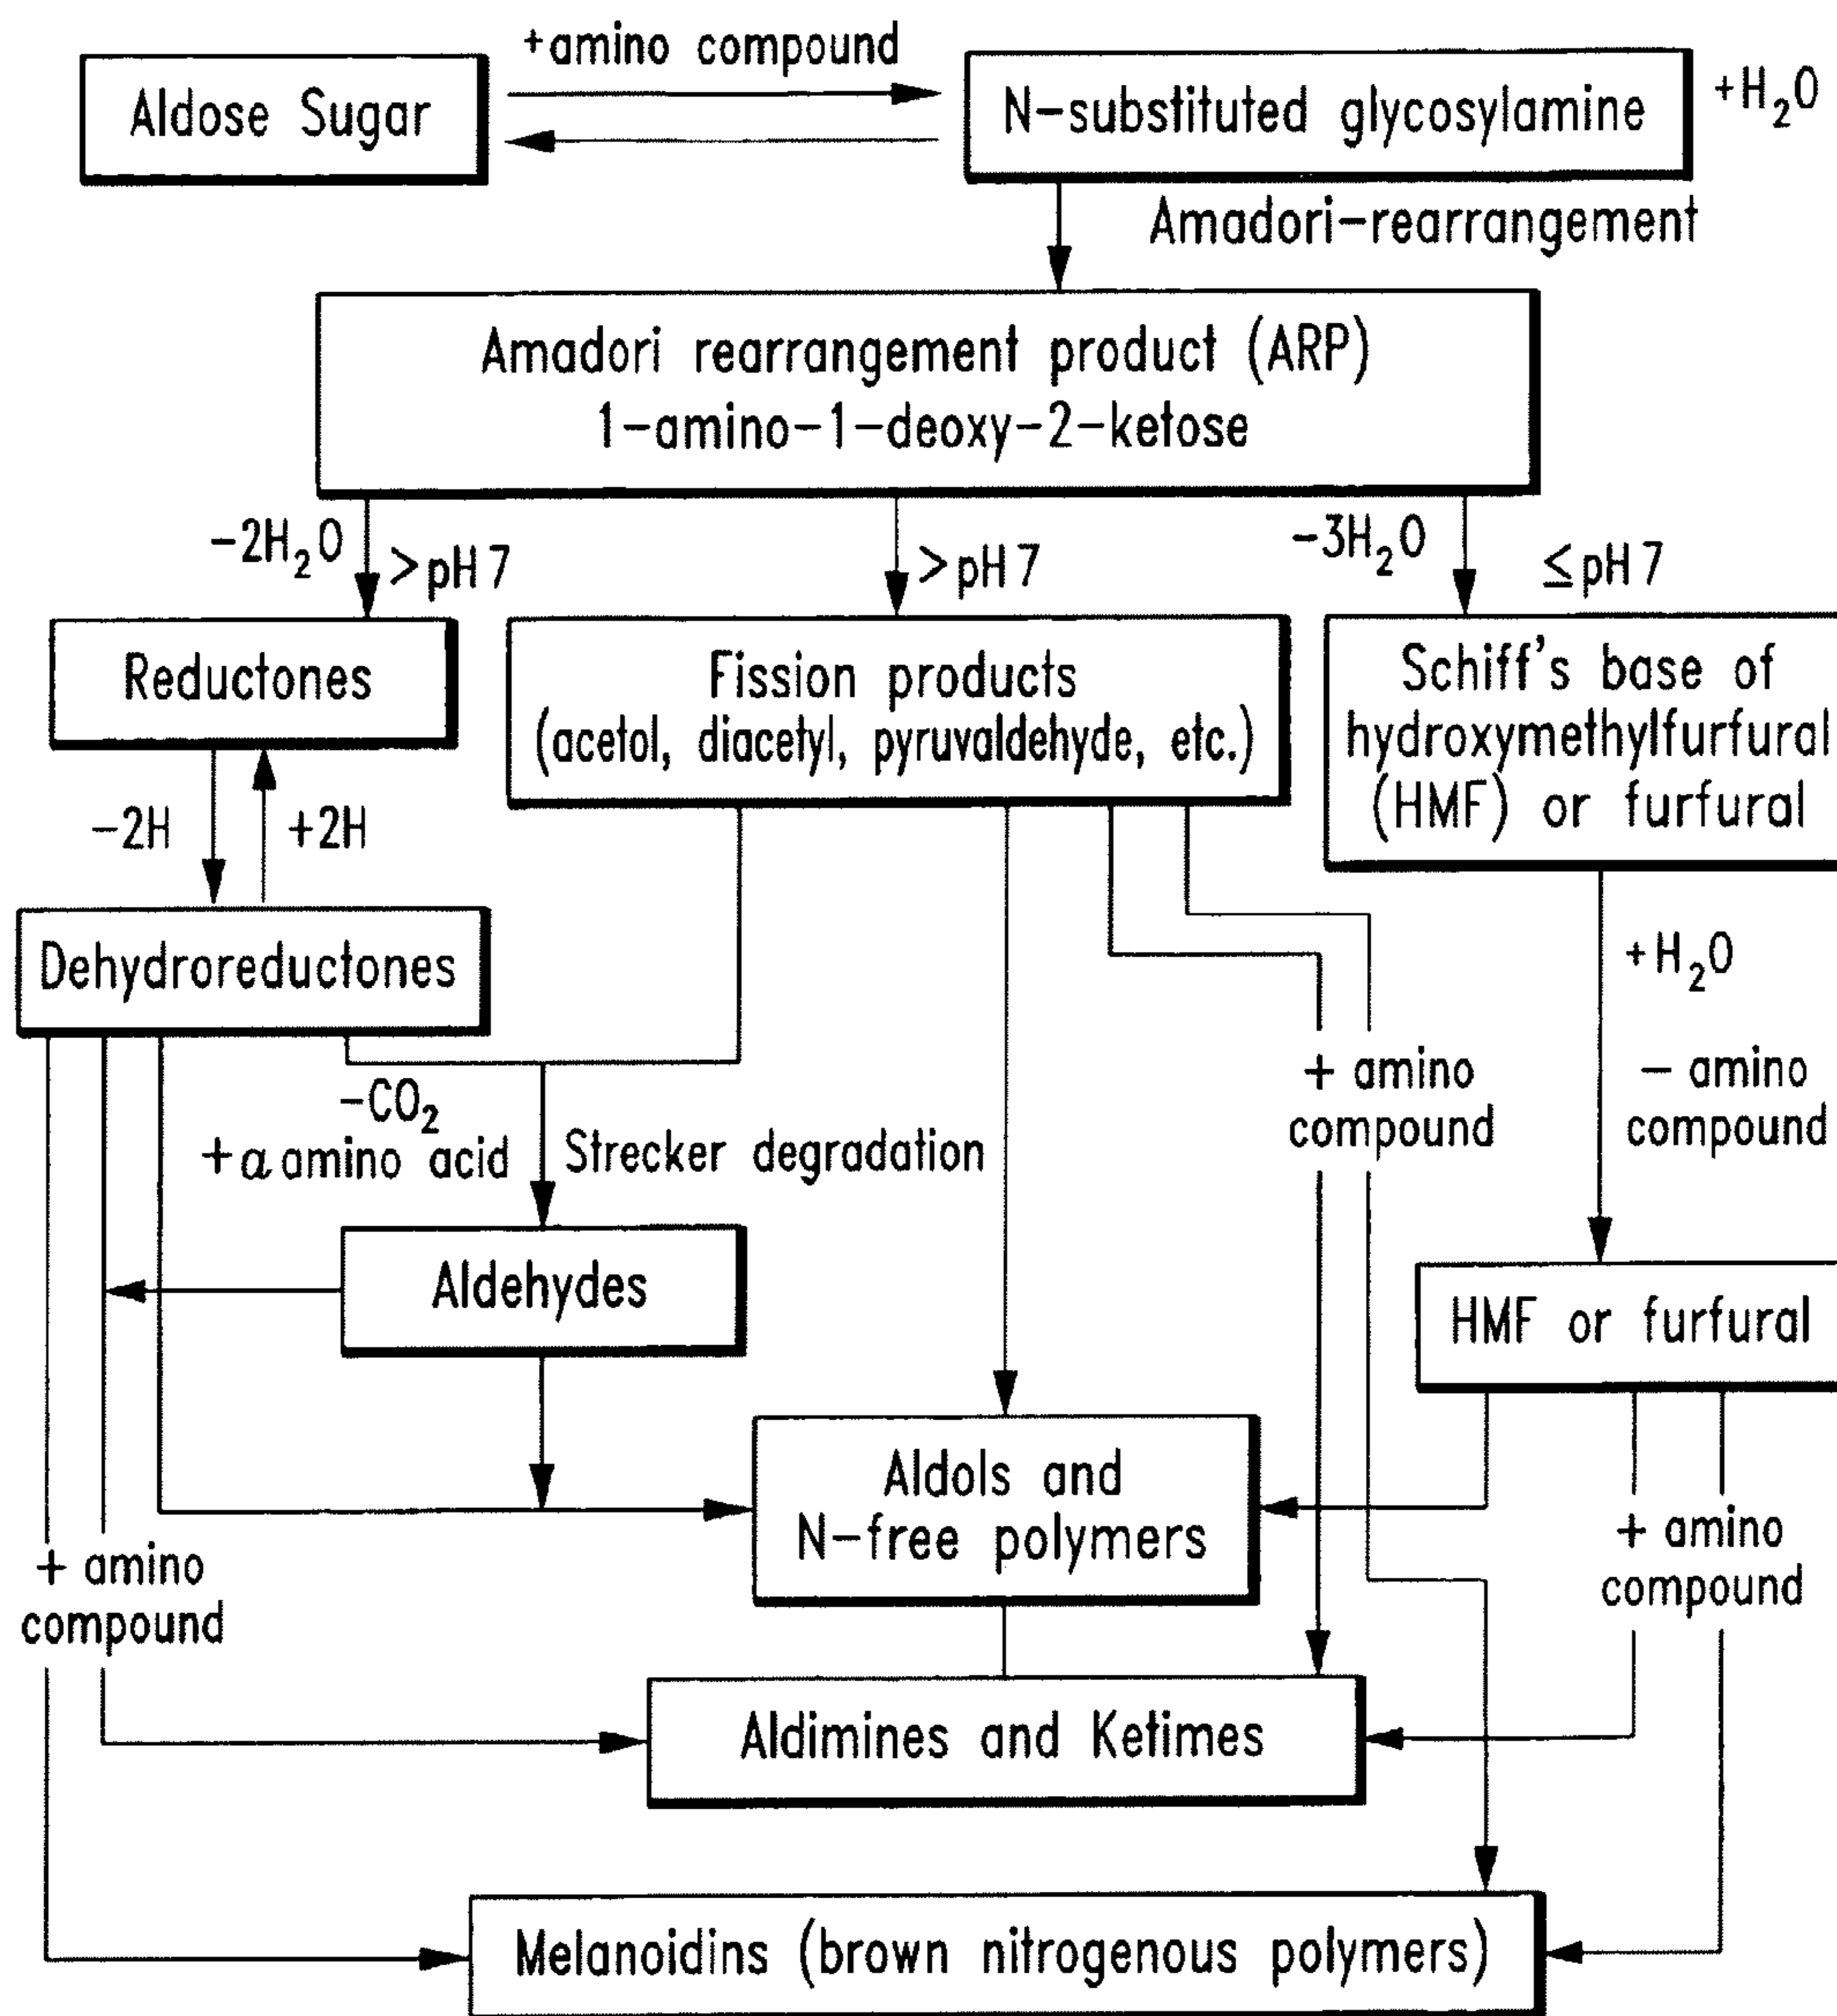 +amino compound
Aldose Sugar
N-substituted glycosylamine
+H₂O
Amadori-rearrangement
Amadori rearrangement product (ARP)
1-amino-1-deoxy-2-ketose
-2H₂O
>pH 7
>pH 7
-3H₂O
≤pH 7
Reductones
Fission products
(acetol, diacetyl, pyruvaldehyde, etc.)
Schiff's base of
hydroxymethylfurfural
(HMF) or furfural
-2H
+2H
Dehydroreductones
+H₂O
-CO₂
+α amino acid
Strecker degradation
+ amino
compound
- amino
compound
Aldehydes
HMF or furfural
Aldols and
N-free polymers
+ amino
compound
+ amino
compound
Aldimines and Ketimes
Melanoidins (brown nitrogenous polymers)